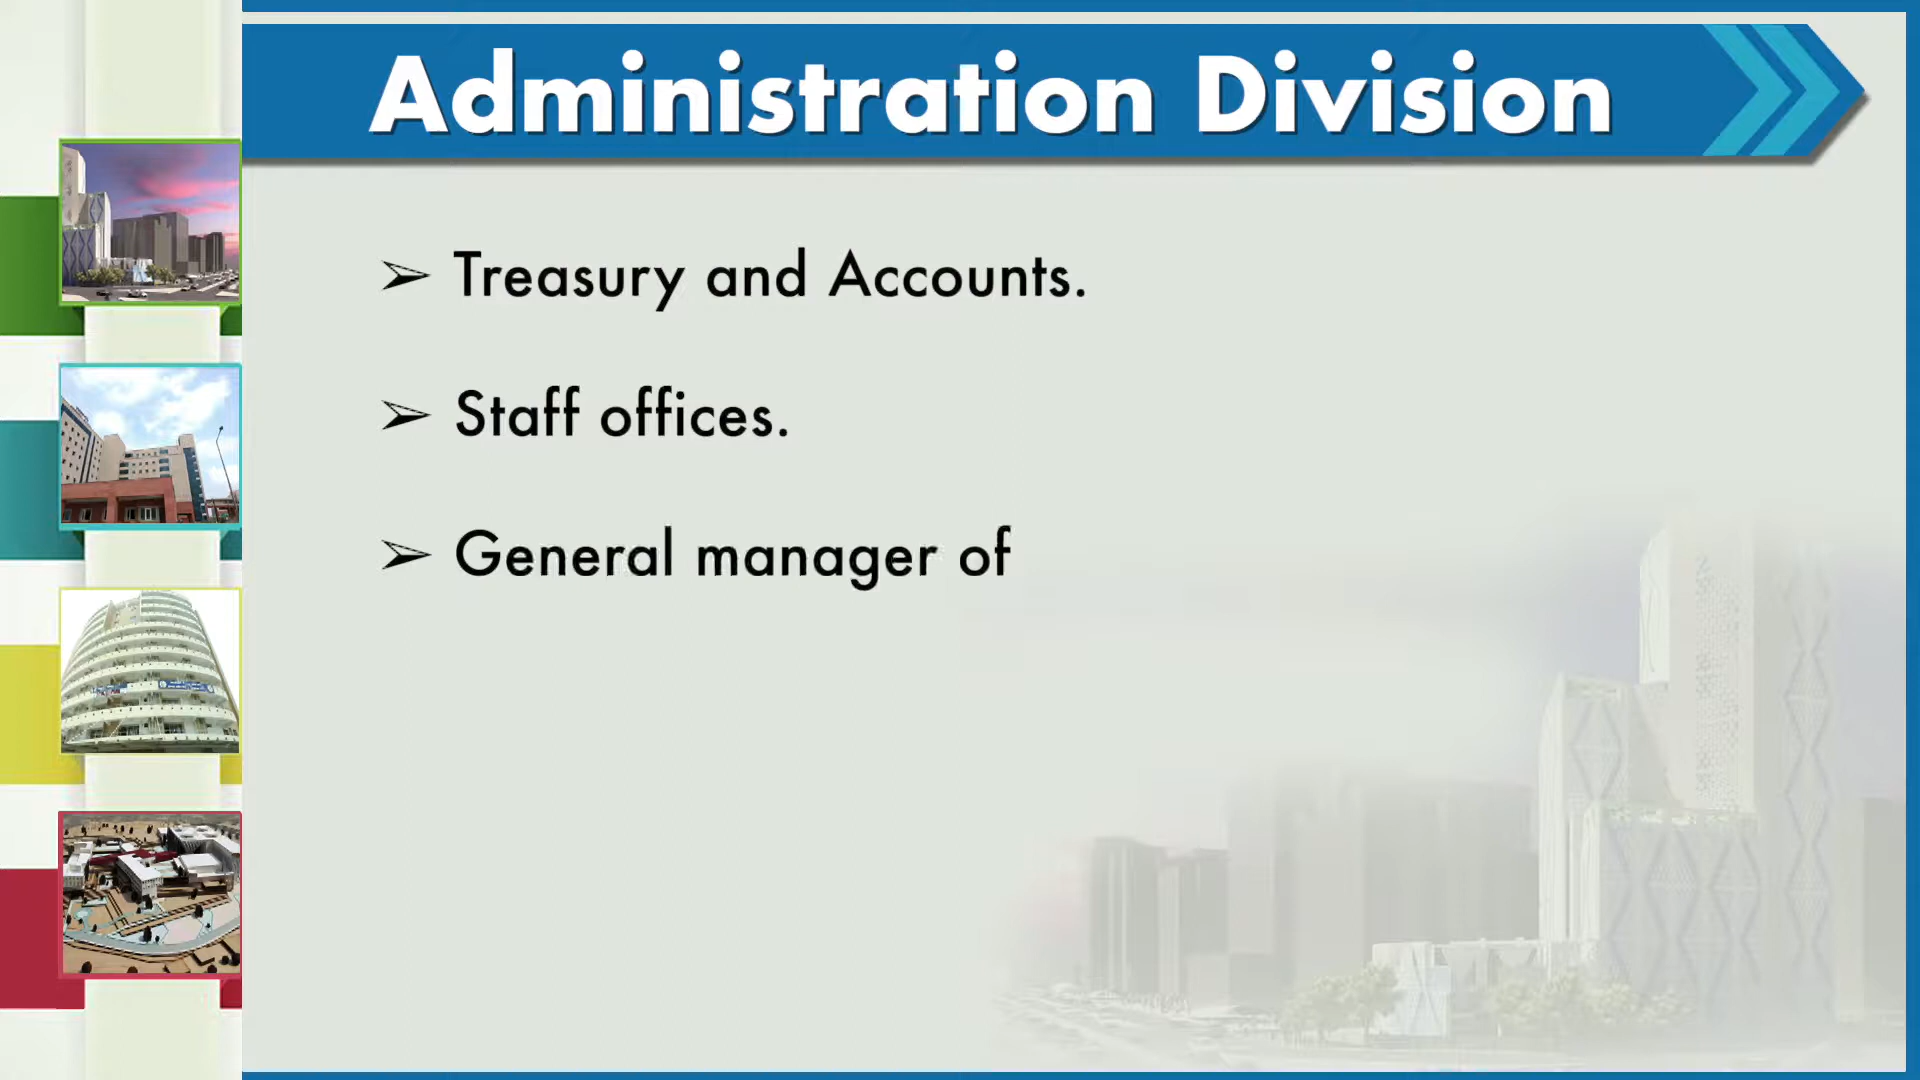 Administration Division
➢ Treasury and Accounts.
➢ Staff offices.
➢ General manager of